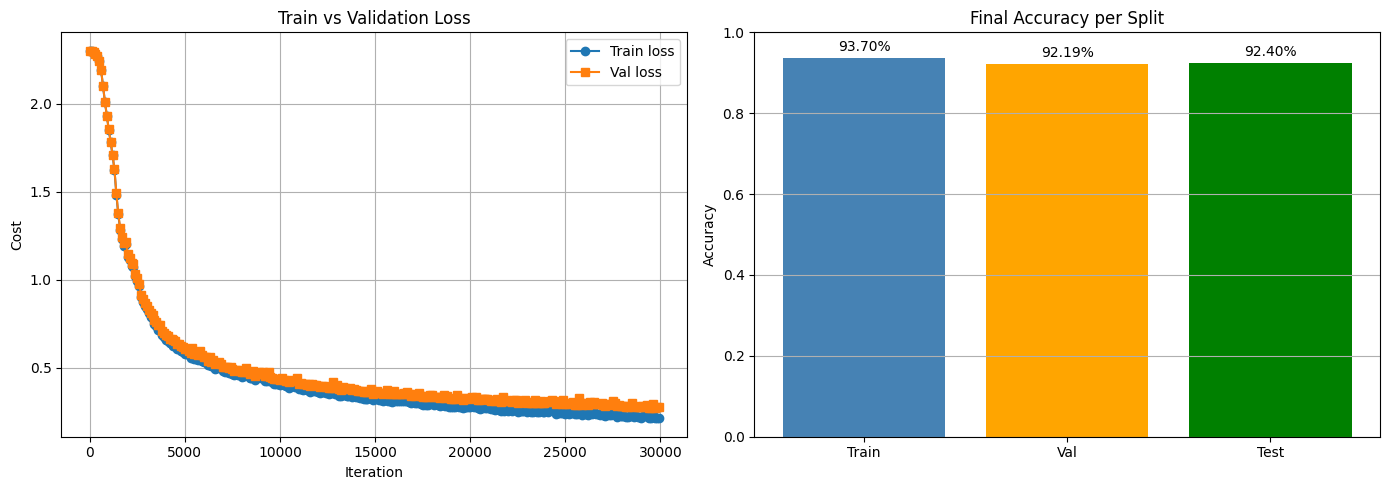 Train vs Validation Loss
Train loss
Val loss
2.0
1.5
1.0
0.5
Cost
0 5000 10000 15000 20000 25000 30000
Iteration
Final Accuracy per Split
93.70% 92.19% 92.40%
1.0
0.8
0.6
0.4
0.2
0.0
Accuracy
Train Val Test